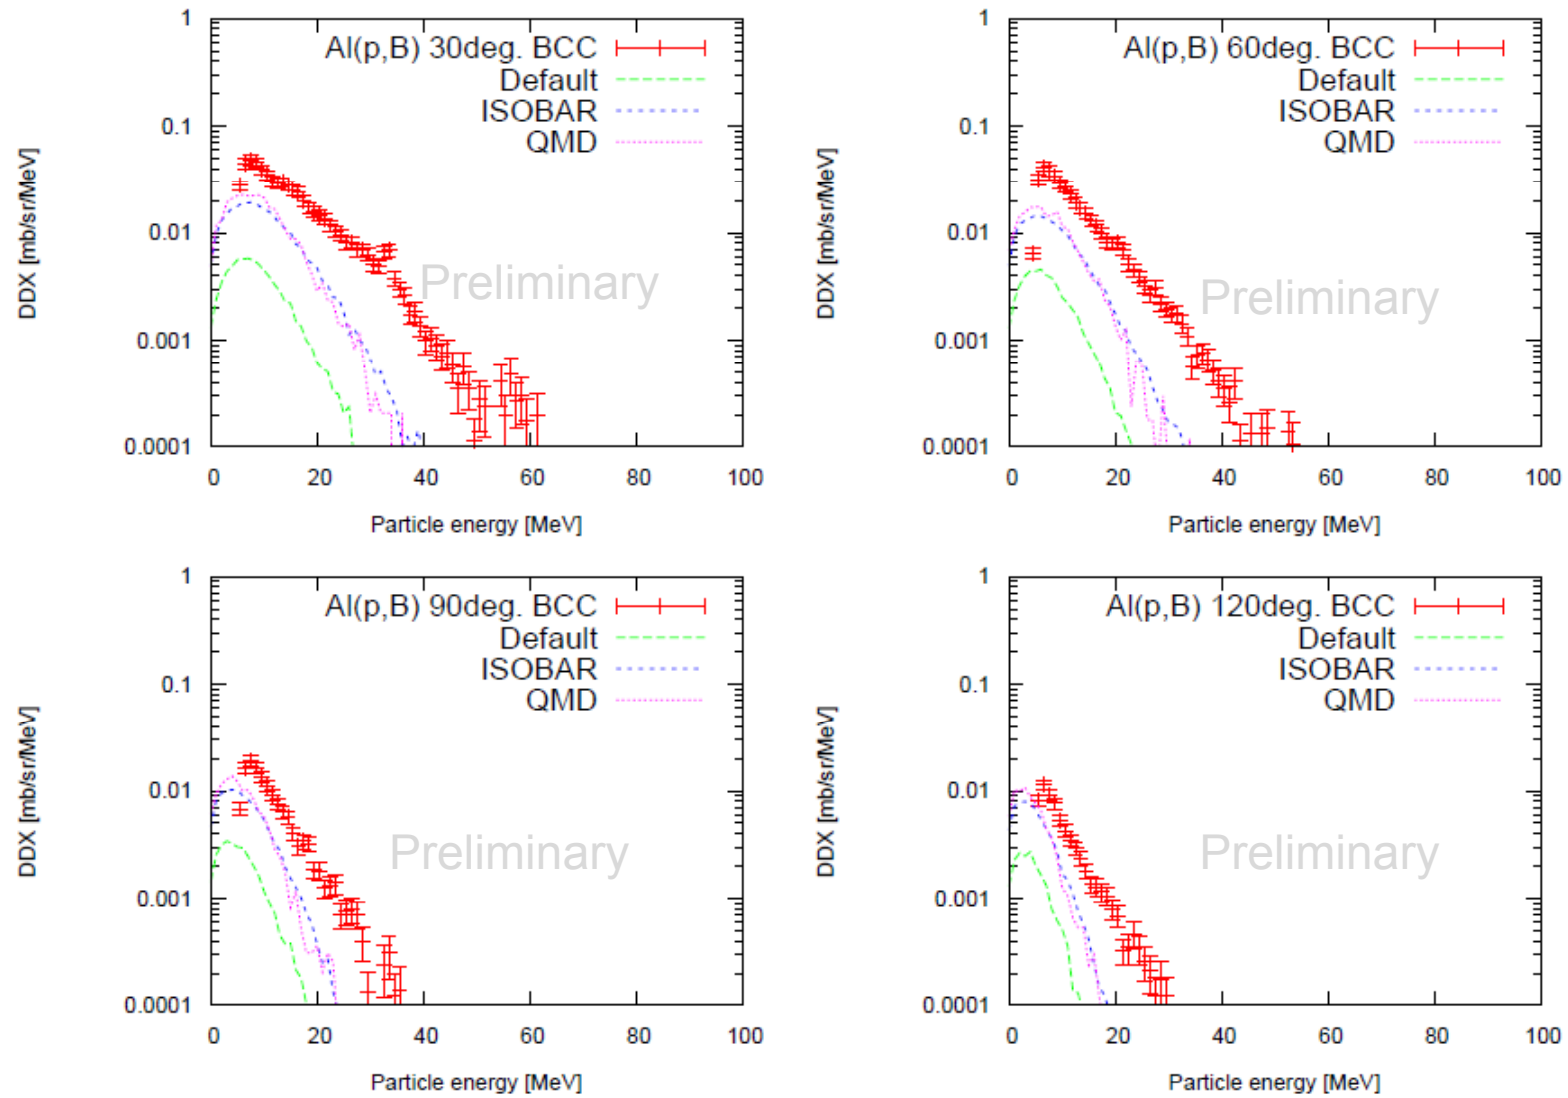 1
Al(p,B) 30deg. BCC
Default
ISOBAR
QMD
0.1
0.01
0.001
0.0001
DDX [mb/sr/MeV]
Preliminary
0 20 40 60 80 100
Particle energy [MeV]
1
Al(p,B) 60deg. BCC
Default
ISOBAR
QMD
0.1
0.01
0.001
0.0001
DDX [mb/sr/MeV]
Preliminary
0 20 40 60 80 100
Particle energy [MeV]
1
Al(p,B) 90deg. BCC
Default
ISOBAR
QMD
0.1
0.01
0.001
0.0001
DDX [mb/sr/MeV]
Preliminary
0 20 40 60 80 100
Particle energy [MeV]
1
Al(p,B) 120deg. BCC
Default
ISOBAR
QMD
0.1
0.01
0.001
0.0001
DDX [mb/sr/MeV]
Preliminary
0 20 40 60 80 100
Particle energy [MeV]